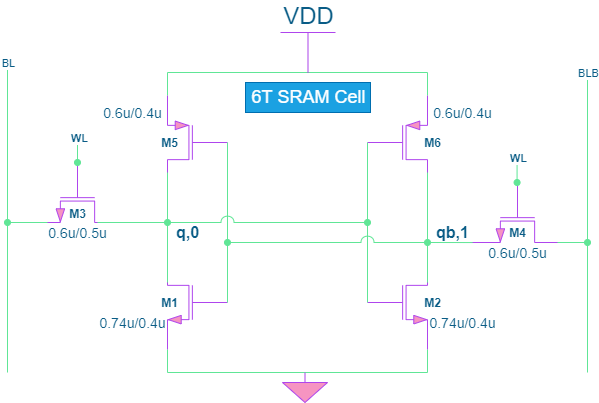 VDD
BL
BLB
6T SRAM Cell
0.6u/0.4u
0.6u/0.4u
WL
M5
M6
WL
M3
0.6u/0.5u
q,0
qb,1
M4
0.6u/0.5u
M1
M2
0.74u/0.4u
0.74u/0.4u